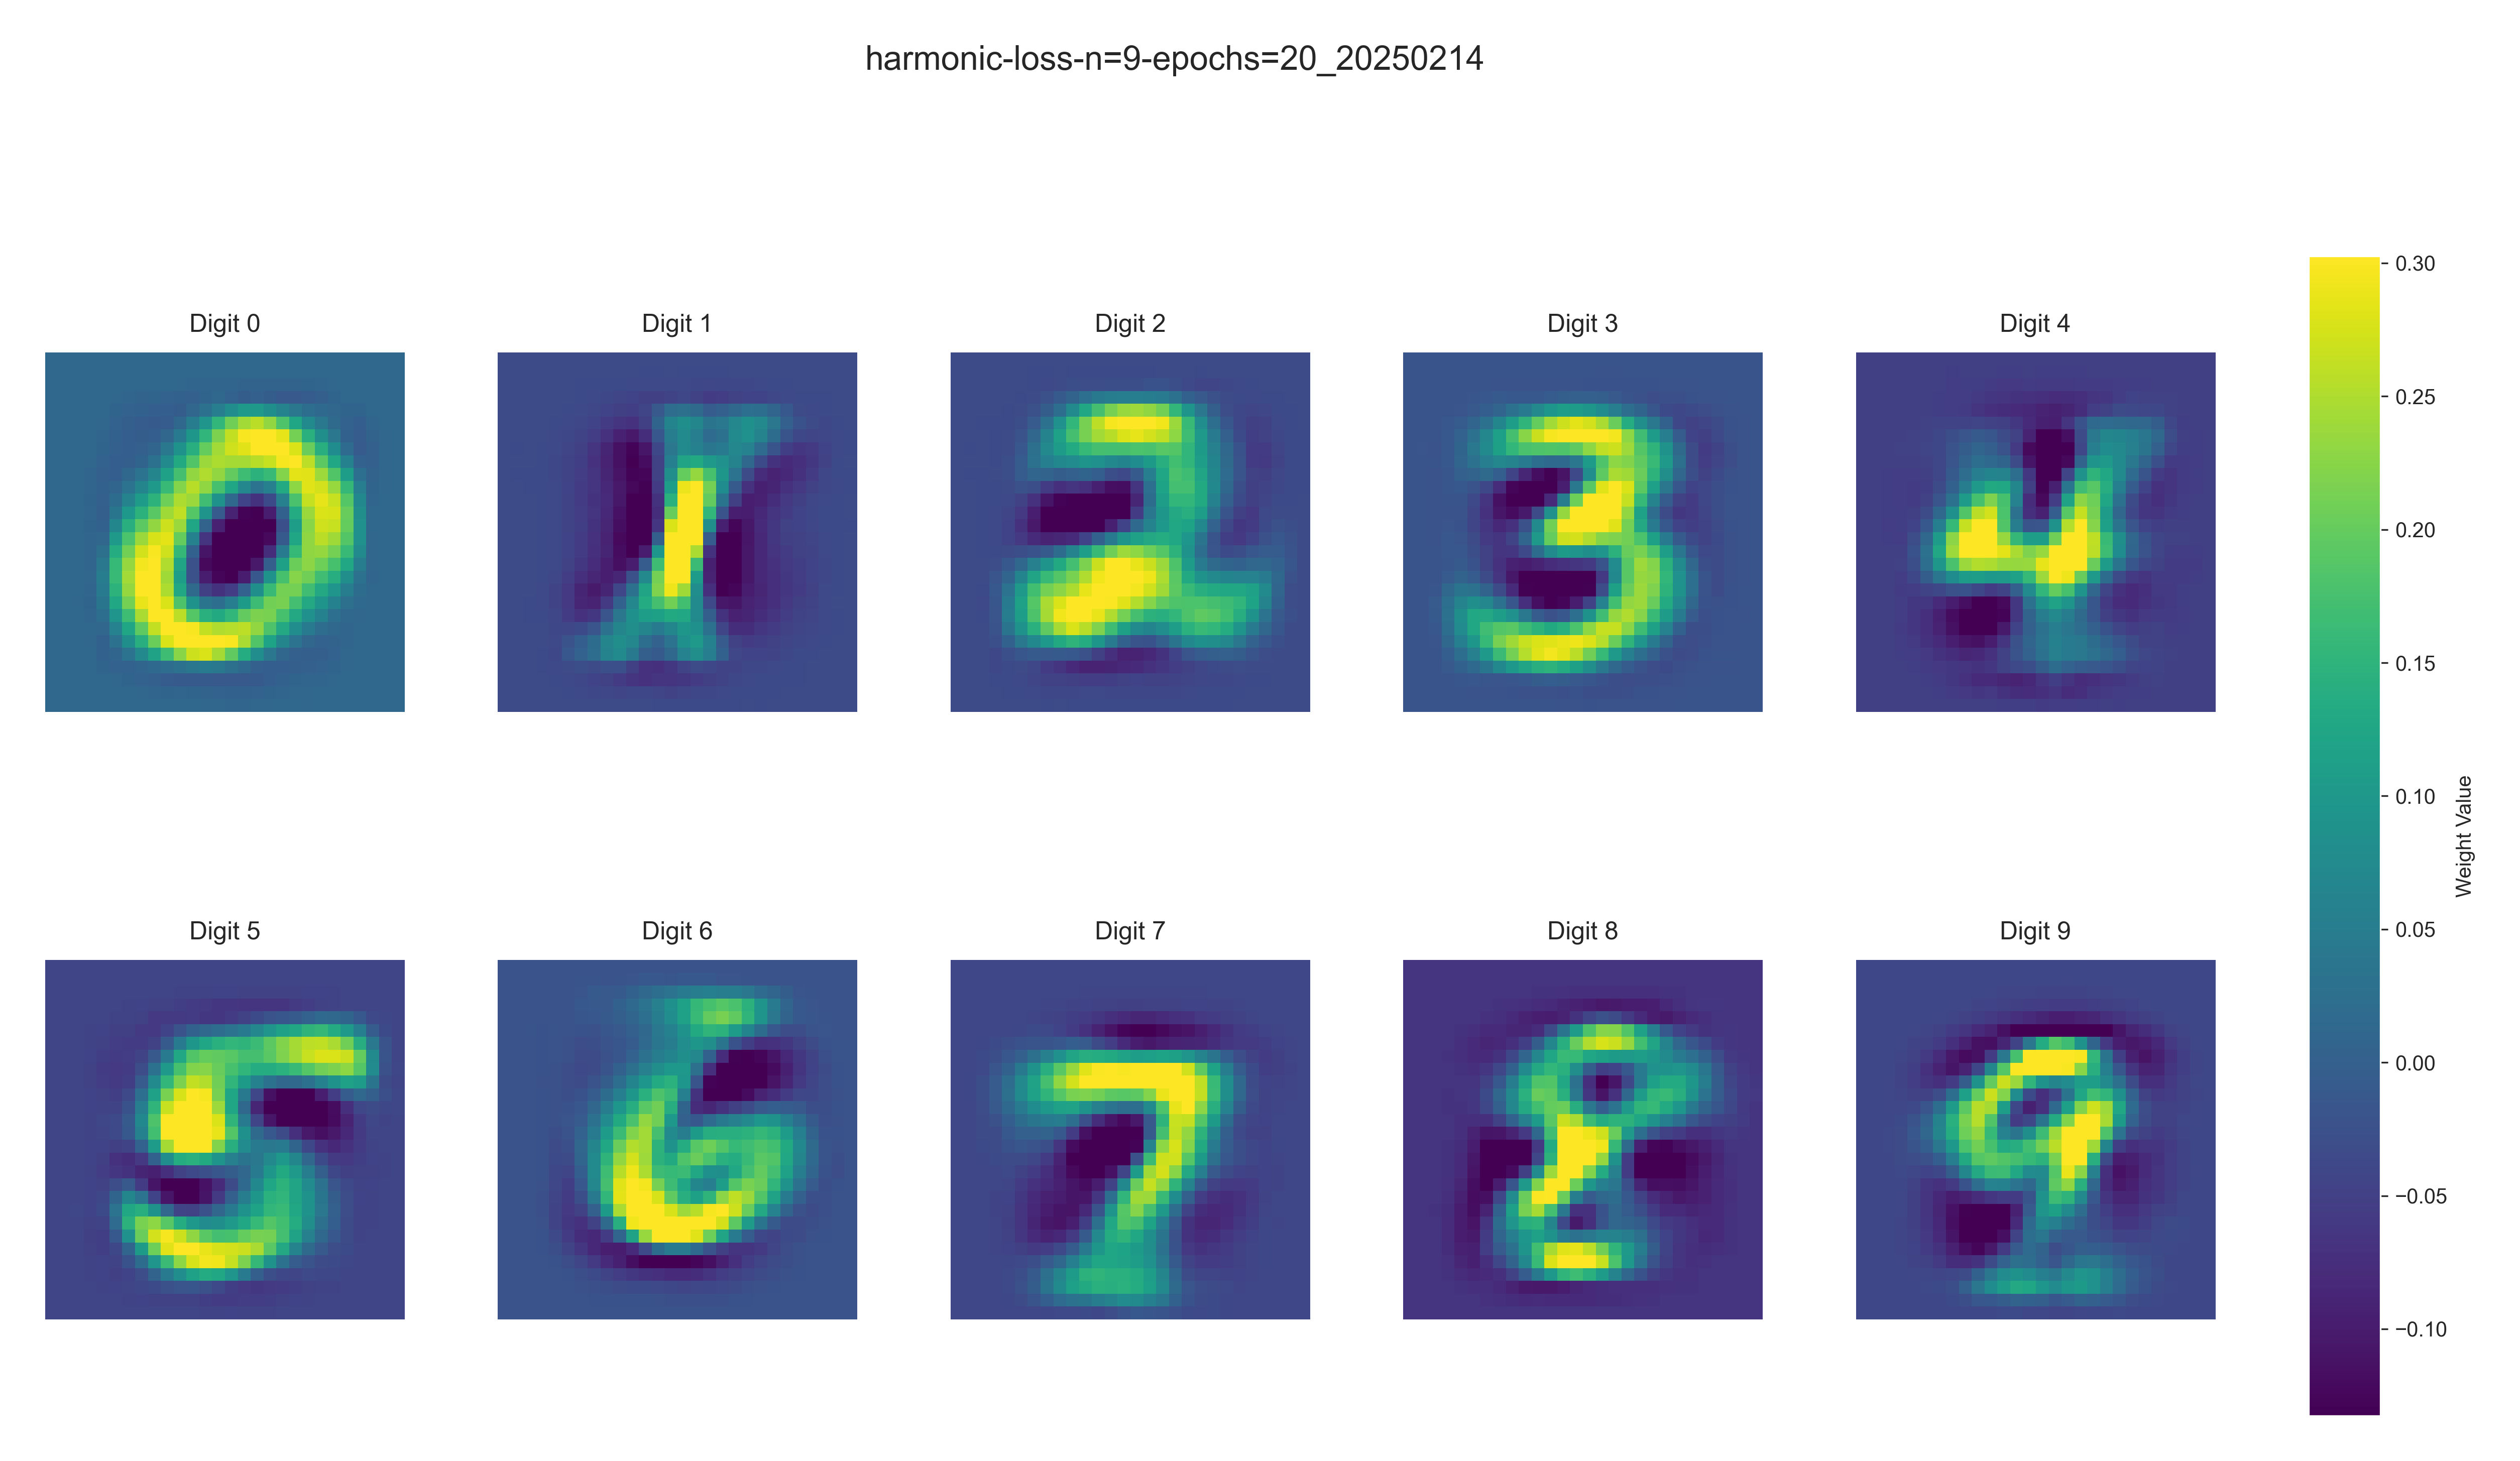 harmonic-loss-n=9-epochs=20_20250214
Digit 0
Digit 1
Digit 2
Digit 3
Digit 4
Digit 5
Digit 6
Digit 7
Digit 8
Digit 9
0.30
0.25
0.20
0.15
0.10
0.05
0.00
−0.05
−0.10
Weight Value